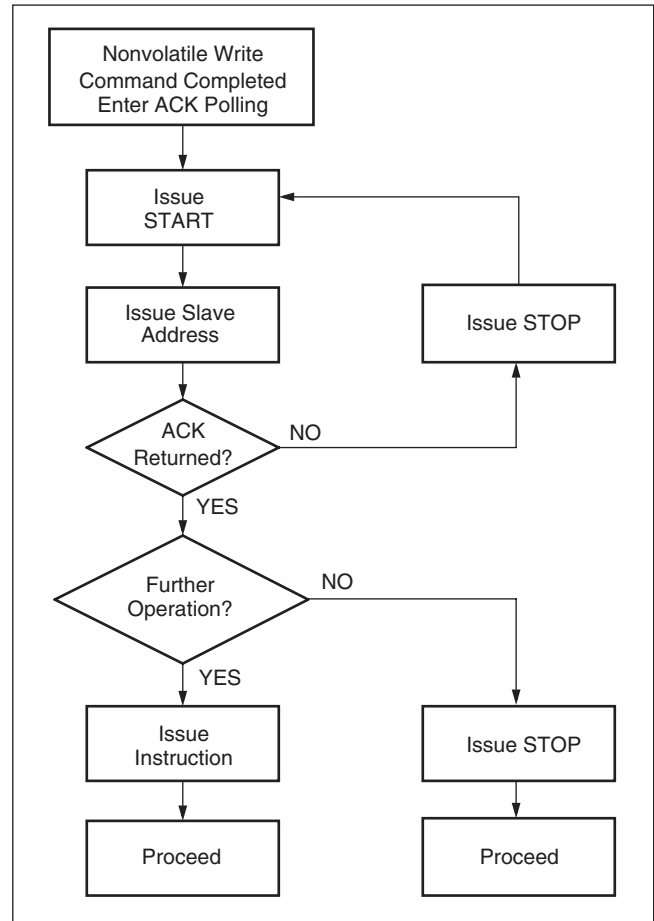 Nonvolatile Write
Command Completed
Enter ACK Polling
Issue
START
Issue Slave
Address
Issue STOP
ACK
Returned?
NO
YES
Further
Operation?
NO
YES
Issue
Instruction
Issue STOP
Proceed
Proceed